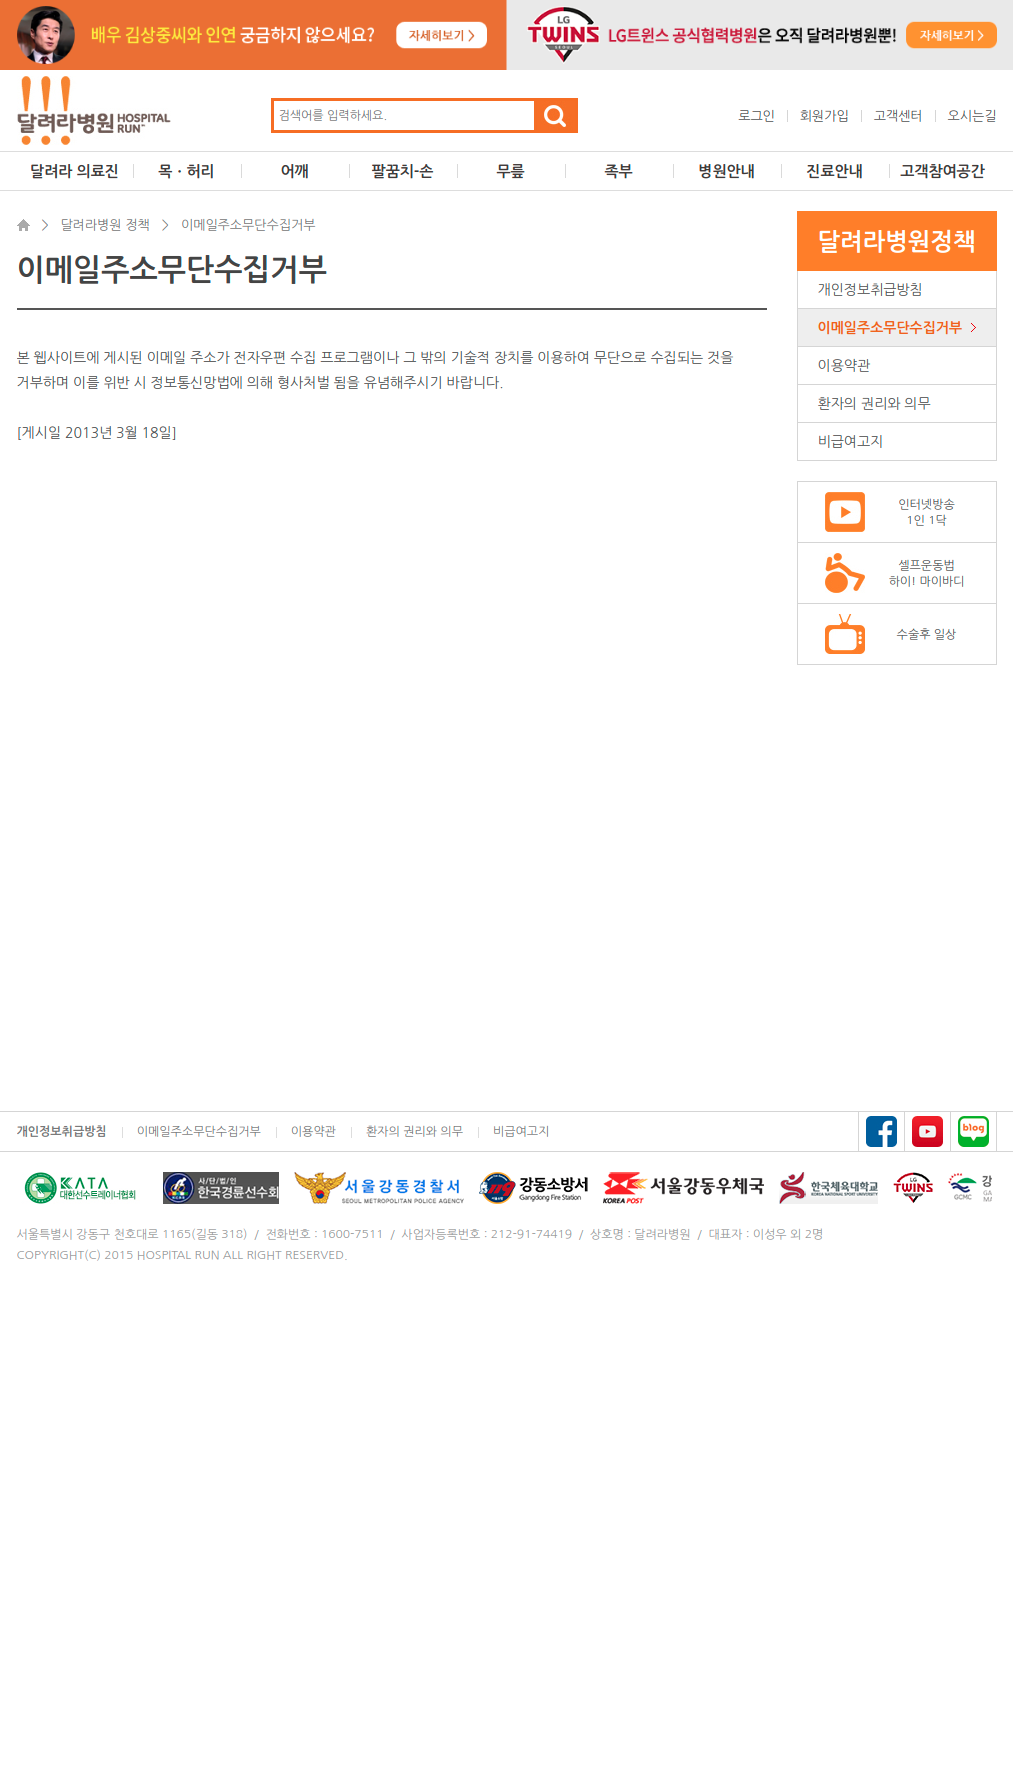 배우 김상중씨와 인연 궁금하지 않으세요?
자세히보기 >
LG
TWINS
SEOUL
LG트윈스 공식협력병원은 오직 달려라병원뿐!
자세히보기 >
달려라병원 HOSPITAL RUN™
검색어를 입력하세요.
로그인 회원가입 고객센터 오시는길
달려라 의료진 목 · 허리 어깨 팔꿈치-손 무릎 족부 병원안내 진료안내 고객참여공간
> 달려라병원 정책 > 이메일주소무단수집거부
이메일주소무단수집거부
본 웹사이트에 게시된 이메일 주소가 전자우편 수집 프로그램이나 그 밖의 기술적 장치를 이용하여 무단으로 수집되는 것을
거부하며 이를 위반 시 정보통신망법에 의해 형사처벌 됨을 유념해주시기 바랍니다.
[게시일 2013년 3월 18일]
달려라병원정책
개인정보취급방침
이메일주소무단수집거부 >
이용약관
환자의 권리와 의무
비급여고지
인터넷방송
1인 1닥
셀프운동법
하이! 마이바디
수술후 일상
개인정보취급방침 이메일주소무단수집거부 이용약관 환자의 권리와 의무 비급여고지
blog
KATA
대한선수트레이너협회
사/단/법/인
한국경륜선수회
서울강동경찰서
SEOUL METROPOLITAN POLICE AGENCY
119
강동소방서
Gangdong Fire Station
KOREA POST
서울강동우체국
한국체육대학교
KOREA NATIONAL SPORT UNIVERSITY
LG
TWINS
GCMC
강
GA
MA
서울특별시 강동구 천호대로 1165(길동 318) / 전화번호 : 1600-7511 / 사업자등록번호 : 212-91-74419 / 상호명 : 달려라병원 / 대표자 : 이성우 외 2명
COPYRIGHT(C) 2015 HOSPITAL RUN ALL RIGHT RESERVED.